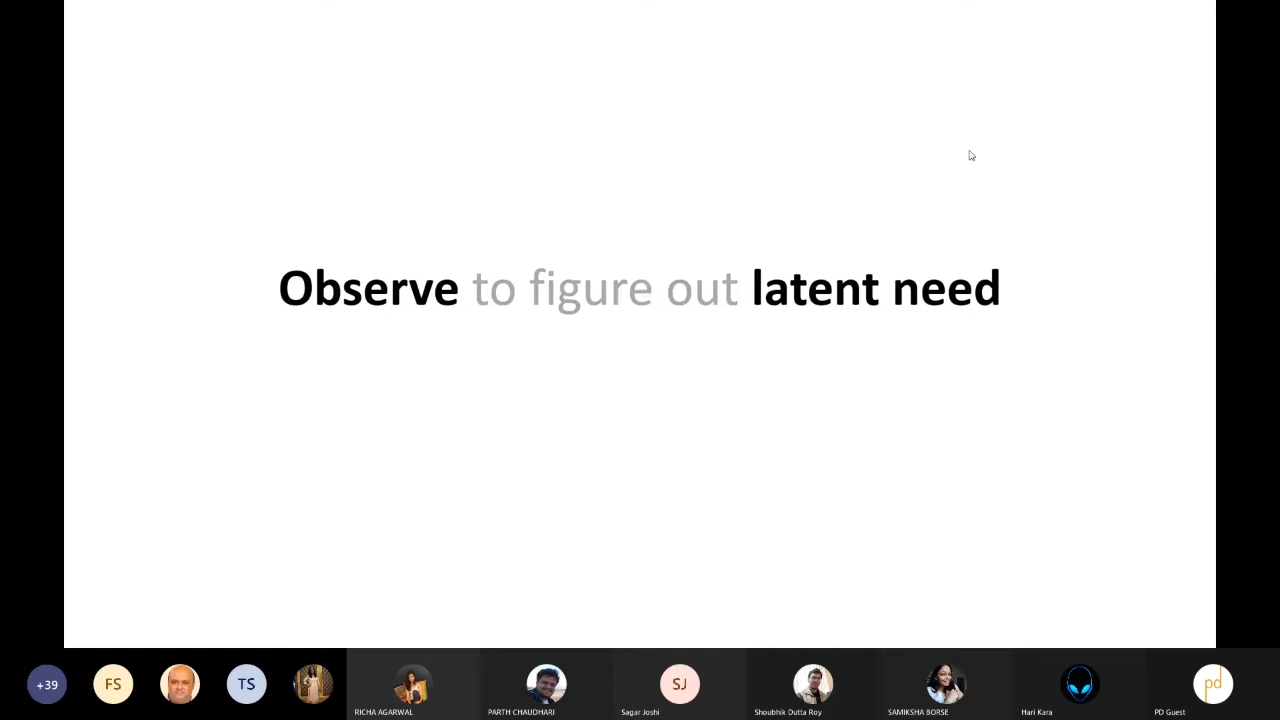 Observe to figure out latent need
+39
FS
TS
RICHA AGARWAL
PARTH CHAUDHARI
SJ
Sagar Joshi
Shoubhik Dutta Roy
SAMIKSHA BORSE
Hari Kara
pd
PD Guest